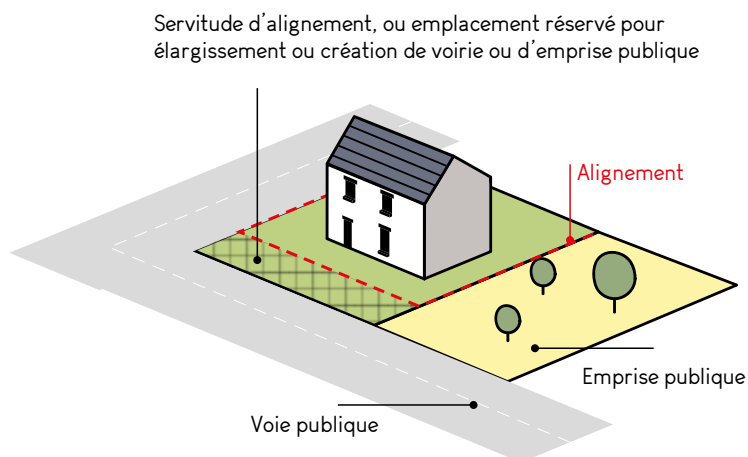 Servitude d'alignement, ou emplacement réservé pour
élargissement ou création de voirie ou d'emprise publique
Alignement
Emprise publique
Voie publique